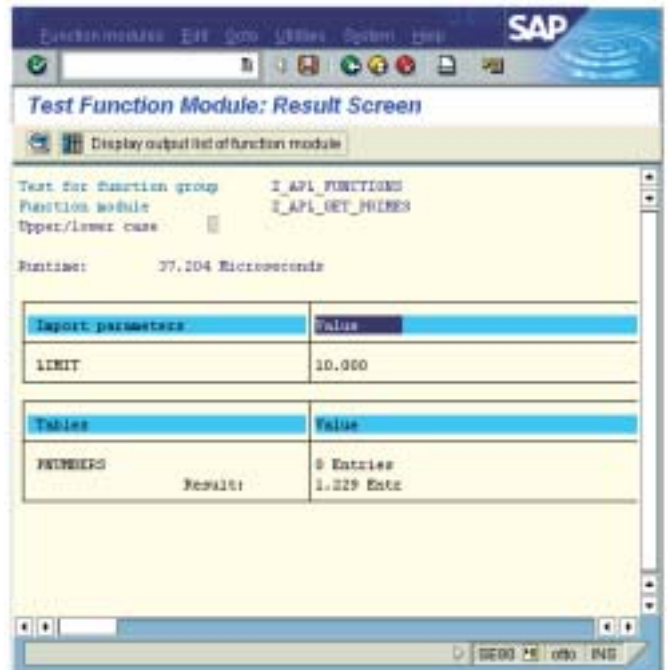 Function modules Edit Goto Utilities System Help
SAP
Test Function Module: Result Screen
Display output list of function module
Test for function group Z_API_FUNCTIONS
Function module Z_API_GET_PRIMES
Upper/lower case
Runtime: 37.204 Microseconds
Import parameters Value
LIMIT 10.000
Tables Value
PNUMBERS 0 Entries
Result: 1.229 Entr
SE80 otto INS